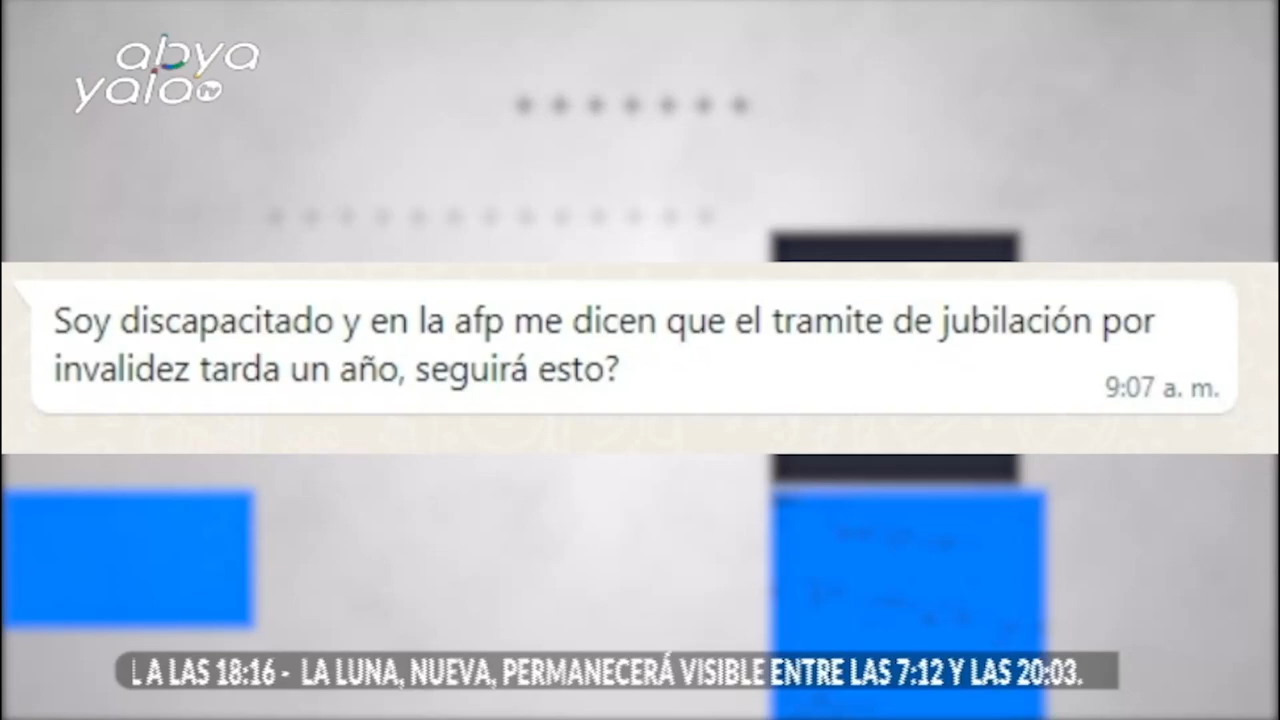 abya
yala tv
Soy discapacitado y en la afp me dicen que el tramite de jubilación por
invalidez tarda un año, seguirá esto?
9:07 a. m.
L A LAS 18:16 - LA LUNA, NUEVA, PERMANECERÁ VISIBLE ENTRE LAS 7:12 Y LAS 20:03.